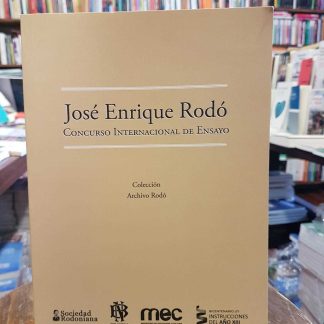 José Enrique Rodó
Concurso Internacional de Ensayo
Colección
Archivo Rodó
Sociedad
Rodoniana
mec
BICENTENARIO DE
INSTRUCCIONES
DEL AÑO XIII